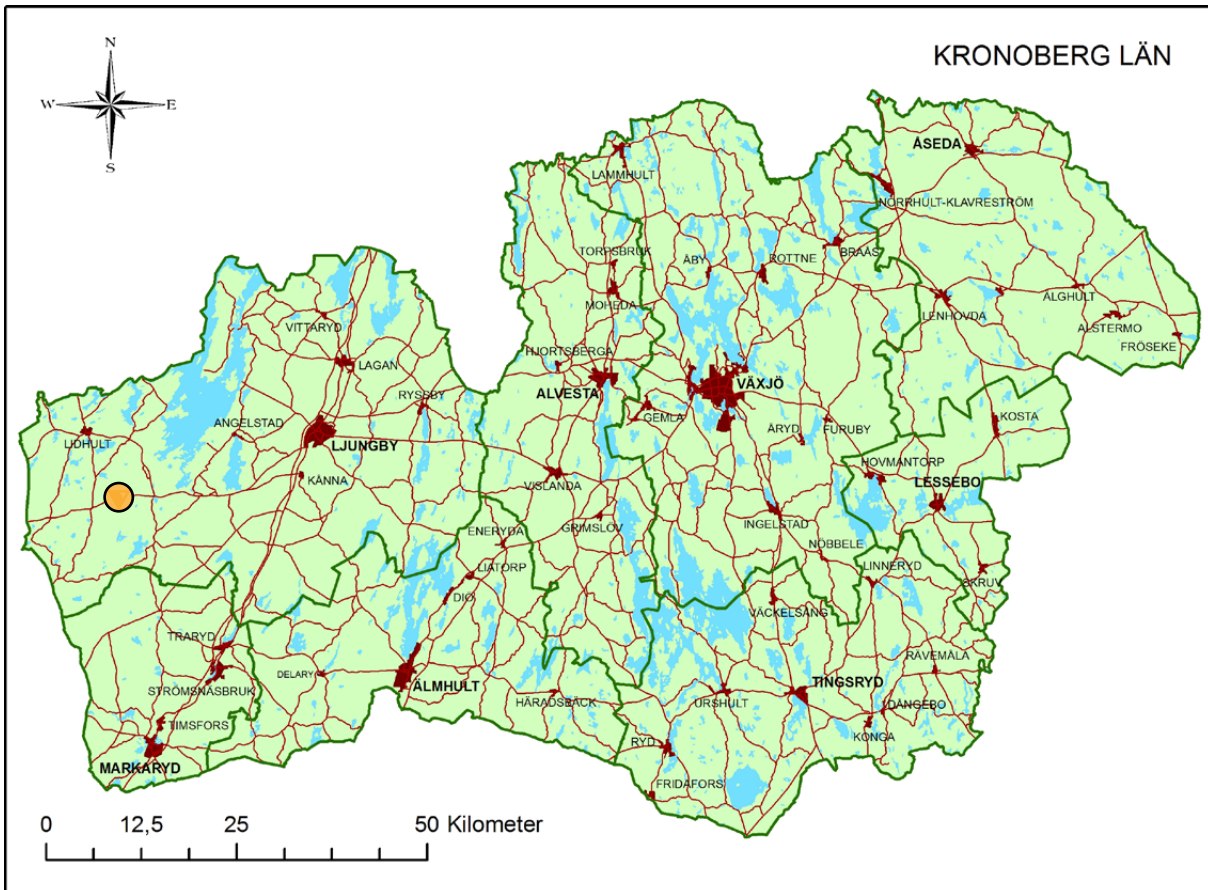 KRONOBERG LÄN
N
W
E
S
ÅSEDA
LAMMHULT
NORRHULT-KLAVRESTRÖM
TORPSBRUK
ÅBY
ROTTNE
BRAÅS
MOHEDA
ÄLGHULT
LENHOVDA
ALSTERMO
VITTARYD
FRÖSEKE
HJORTSBERGA
LAGAN
VÄXJÖ
ALVESTA
RYSSBY
GEMLA
KOSTA
ANGELSTAD
FURUBY
LIDHULT
LJUNGBY
ÄRYD
HOVMANTORP
KÅNNA
VISLANDA
LESSEBO
INGELSTAD
GRIMSLÖV
ENERYDA
NÖBBELE
LIATORP
LINNERYD
SKRUV
DIÖ
VÄCKELSÅNG
TRARYD
RÄVEMÅLA
DELARY
ÄLMHULT
TINGSRYD
STRÖMSNÄSBRUK
HÄRADSBÄCK
URSHULT
DÅNGEBO
TIMSFORS
KONGA
RYD
MARKARYD
FRIDAFORS
0 12,5 25 50 Kilometer